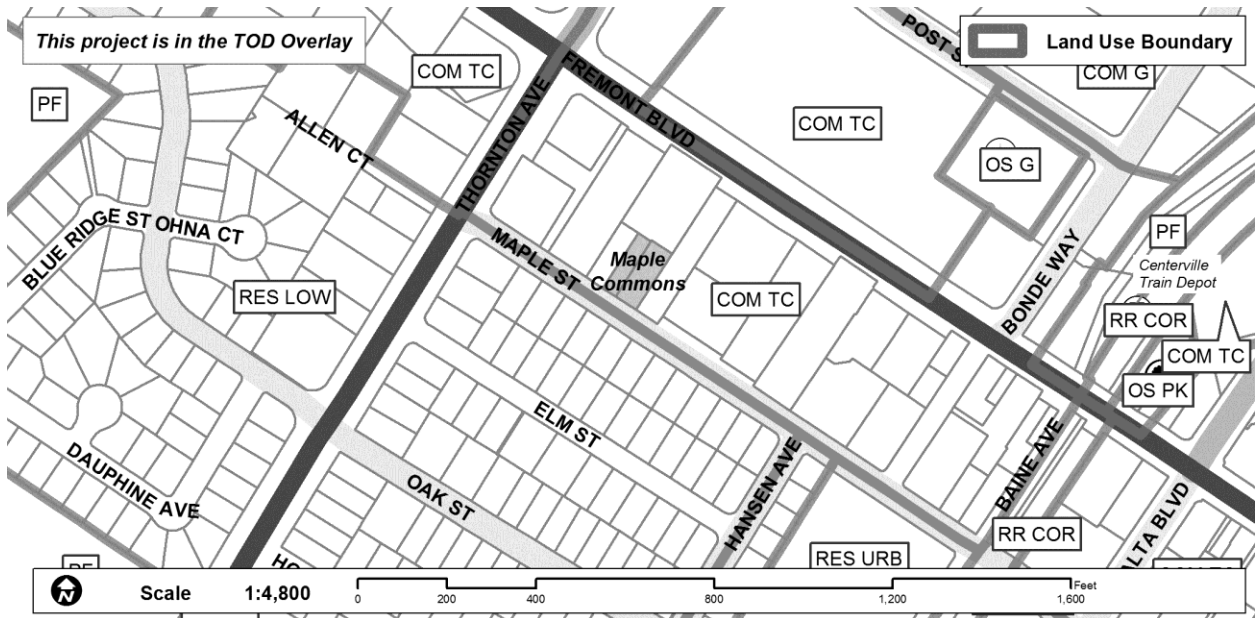 This project is in the TOD Overlay
Land Use Boundary
POST S
COM G
COM TC
FREMONT BLVD
PF
THORNTON AVE
COM TC
ALLEN CT
OS G
BLUE RIDGE ST
OHNA CT
MAPLE ST
Maple
Commons
BONDE WAY
PF
Centerville
Train Depot
RES LOW
COM TC
RR COR
COM TC
OS PK
ELM ST
DAUPHINE AVE
OAK ST
HANSEN AVE
BAINE AVE
ALTA BLVD
RR COR
RES URB
HO
N
Scale 1:4,800
0 200 400 800 1,200 1,600
Feet